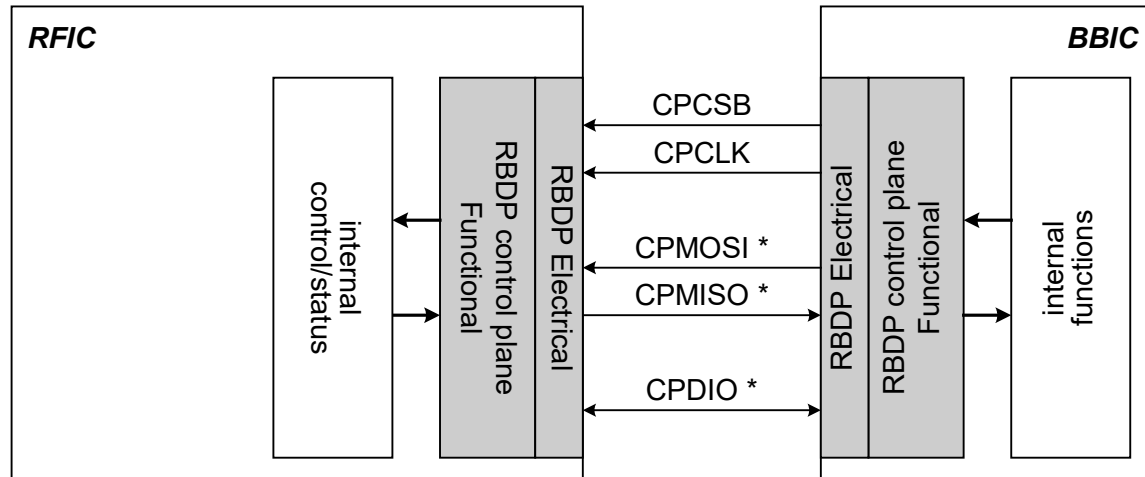 RFIC
BBIC
internal
control/status
RBDP control plane
Functional
RBDP Electrical
CPCSB
CPCLK
CPMOSI *
CPMISO *
CPDIO *
RBDP Electrical
RBDP control plane
Functional
internal
functions